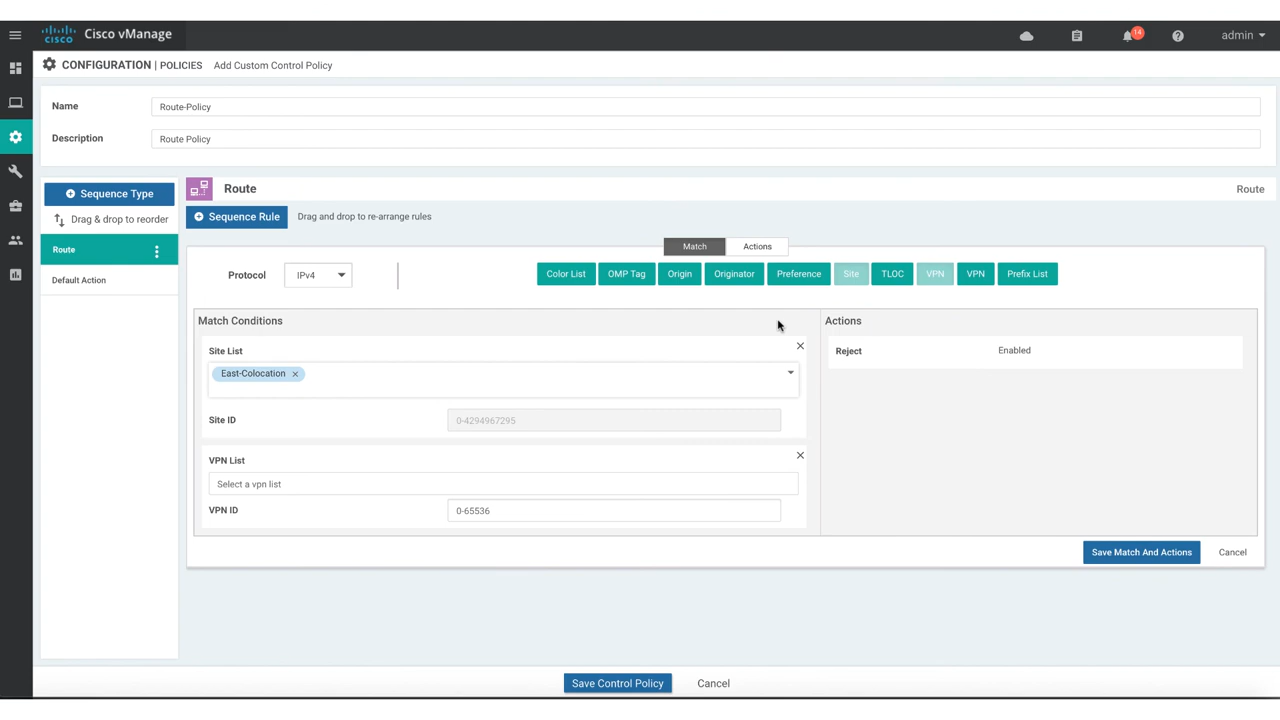 cisco Cisco vManage 14 admin
CONFIGURATION | POLICIES Add Custom Control Policy
Name Route-Policy
Description Route Policy
Sequence Type
Drag & drop to reorder
Route
Default Action
Route Route
Sequence Rule Drag and drop to re-arrange rules
Match Actions
Protocol IPv4 Color List OMP Tag Origin Originator Preference Site TLOC VPN VPN Prefix List
Match Conditions
Site List
East-Colocation
Site ID 0-4294967295
VPN List
Select a vpn list
VPN ID 0-65536
Actions
Reject Enabled
Save Match And Actions Cancel
Save Control Policy Cancel